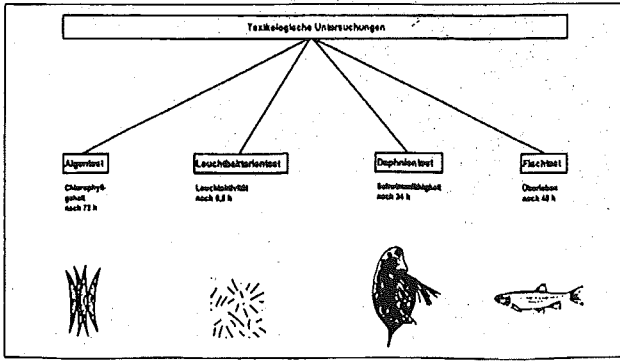 Toxikologische Untersuchungen
Algentest
Leuchtbakterientest
Daphnientest
Fischtest
Chlorophyll-
gehalt
nach 72 h
Leuchtaktivität
nach 0,5 h
Schwimmfähigkeit
nach 24 h
Überleben
nach 48 h